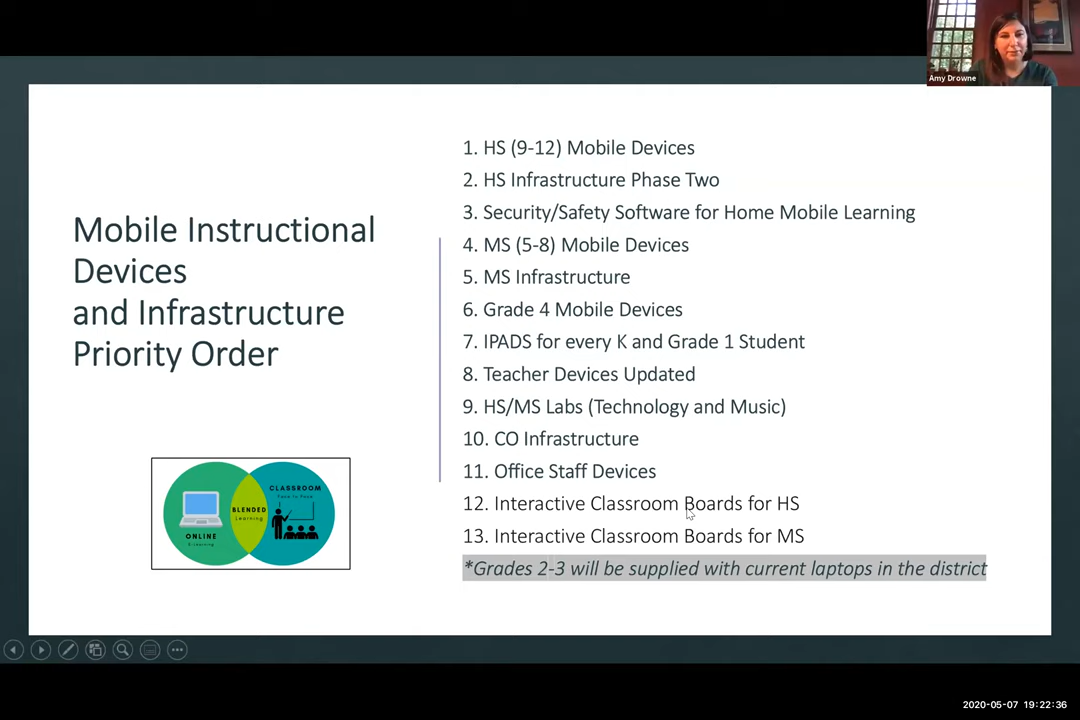 Amy Drowne
Mobile Instructional
Devices
and Infrastructure
Priority Order
1. HS (9-12) Mobile Devices
2. HS Infrastructure Phase Two
3. Security/Safety Software for Home Mobile Learning
4. MS (5-8) Mobile Devices
5. MS Infrastructure
6. Grade 4 Mobile Devices
7. IPADS for every K and Grade 1 Student
8. Teacher Devices Updated
9. HS/MS Labs (Technology and Music)
10. CO Infrastructure
11. Office Staff Devices
12. Interactive Classroom Boards for HS
13. Interactive Classroom Boards for MS
*Grades 2-3 will be supplied with current laptops in the district
CLASSROOM
Face to Face
BLENDED
Learning
ONLINE
E-Learning
2020-05-07 19:22:36